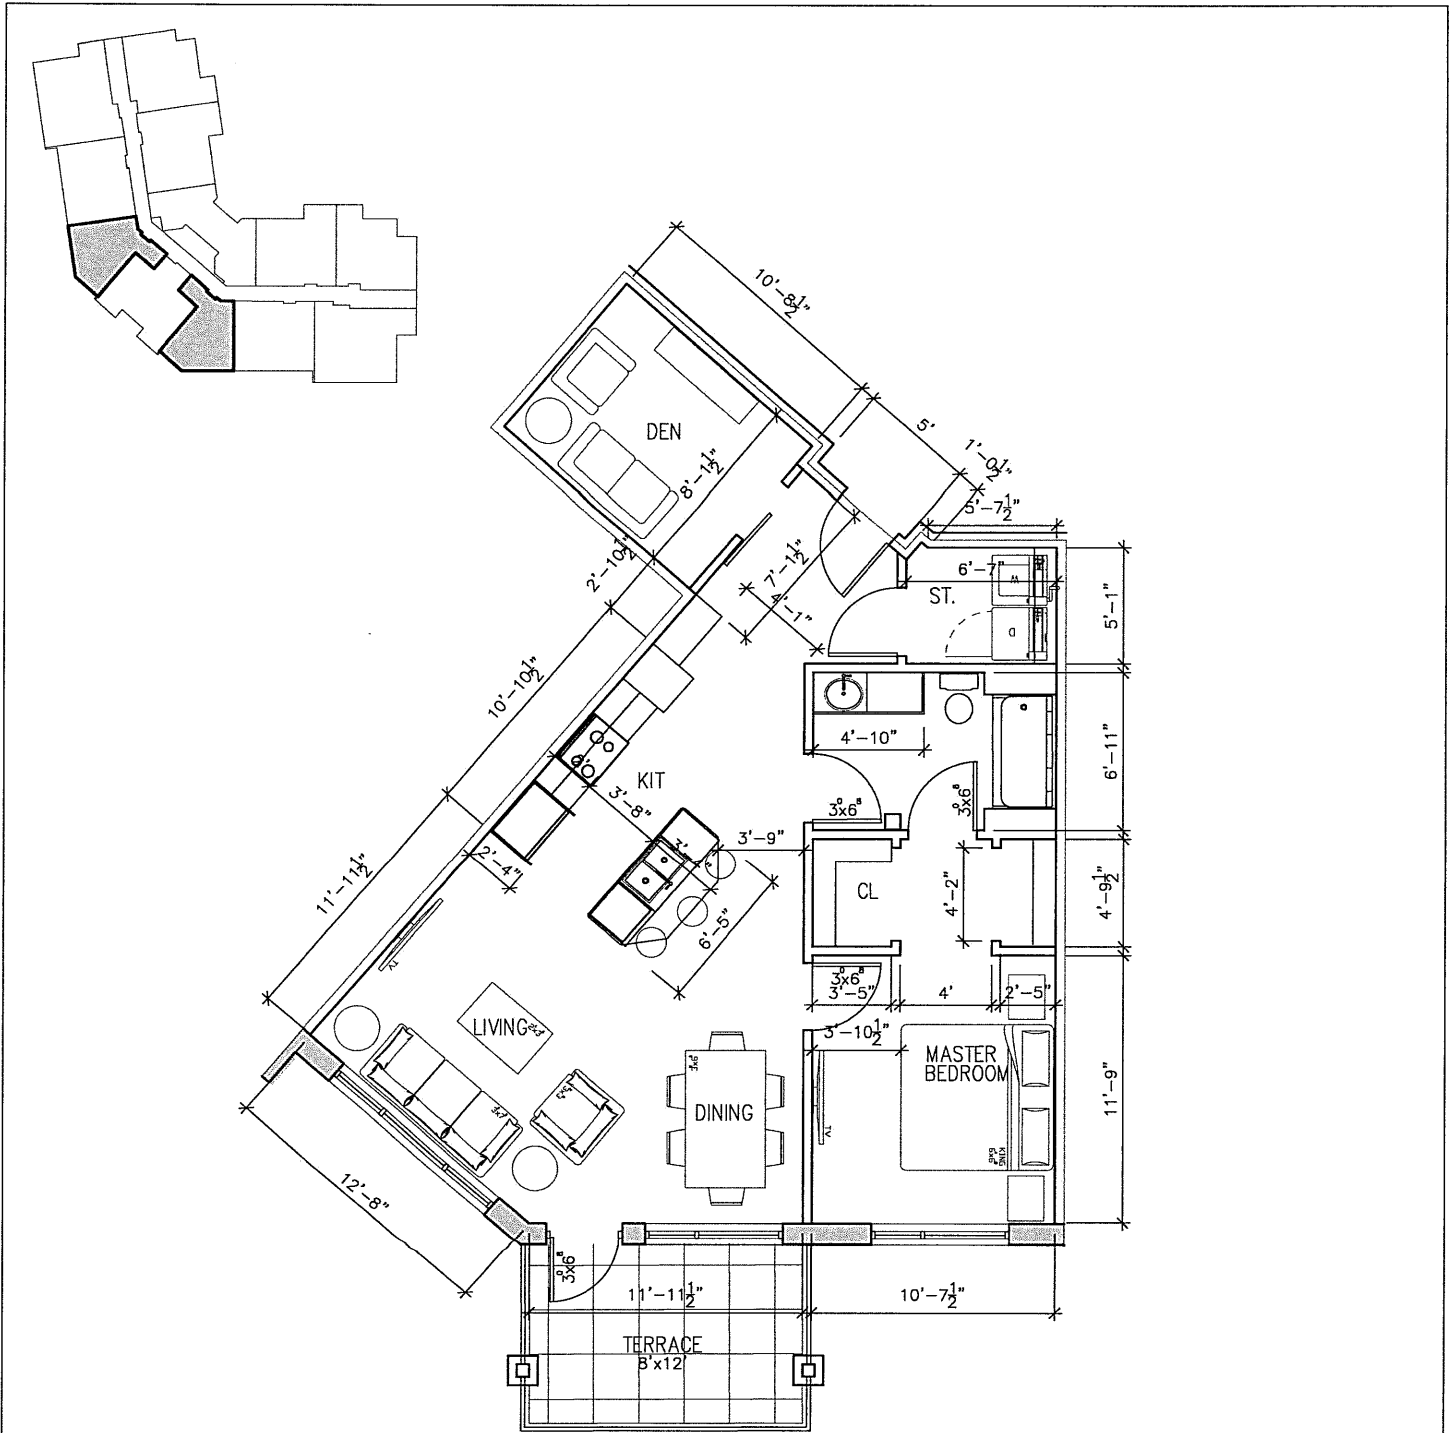 10'-8½"
5'
1'-0½"
5'-7½"
DEN
8'-1½"
2'-10½"
7'-1½"
4'-1"
6'-7"
W
ST.
D
5'-1"
10'-10½"
4'-10"
6'-11"
KIT
3'-8"
3⁰x6⁸
3⁰x6⁸
3'-9"
2'-4"
11'-11½"
CL
4'-2"
4'-9½"
6'-5"
TV
3⁰x6⁸
3'-5"
4'
2'-5"
LIVING
3'-10½"
MASTER
BEDROOM
DINING
11'-9"
TV
KING
12'-8"
3⁰x6⁸
11'-11½"
10'-7½"
TERRACE
8'x12'